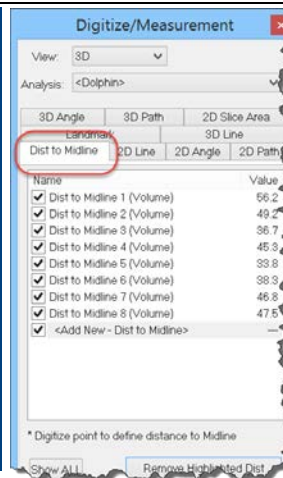 Digitize/Measurement
View: 3D
Analysis: <Dolphin>
3D Angle 3D Path 2D Slice Area
Landmark 3D Line
Dist to Midline 2D Line 2D Angle 2D Path
Name Value
Dist to Midline 1 (Volume) 56.2
Dist to Midline 2 (Volume) 49.2
Dist to Midline 3 (Volume) 36.7
Dist to Midline 4 (Volume) 45.3
Dist to Midline 5 (Volume) 33.8
Dist to Midline 6 (Volume) 38.3
Dist to Midline 7 (Volume) 46.8
Dist to Midline 8 (Volume) 47.5
<Add New - Dist to Midline> ---
* Digitize point to define distance to Midline
Show ALL Remove Highlighted Dist